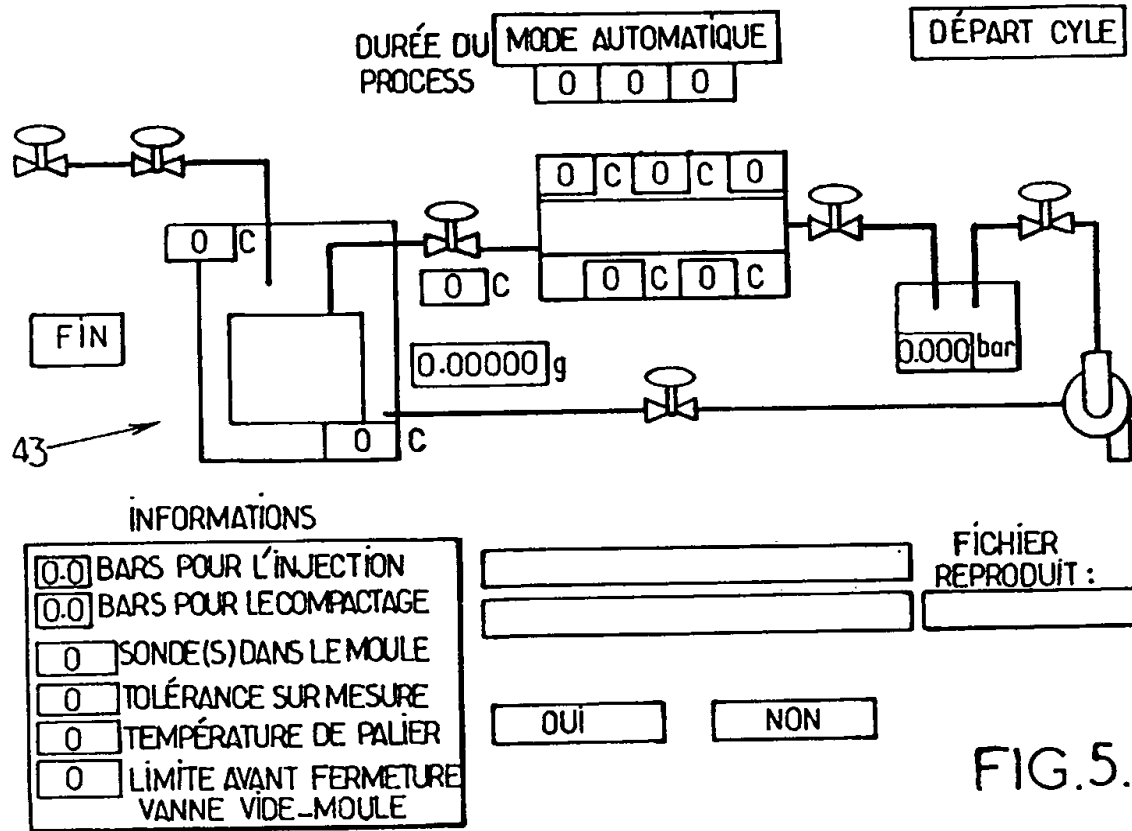 DURÉE DU MODE AUTOMATIQUE DÉPART CYLE
PROCESS 0 0 0
0 C 0 C 0
0 C
0 C
0 C 0 C
FIN
0.00000 g
0.000 bar
43
0 C
INFORMATIONS
0.0 BARS POUR L'INJECTION
0.0 BARS POUR LE COMPACTAGE
0 SONDE(S) DANS LE MOULE
0 TOLÉRANCE SUR MESURE
0 TEMPÉRATURE DE PALIER
0 LIMITE AVANT FERMETURE
VANNE VIDE-MOULE
FICHIER
REPRODUIT :
OUI NON
FIG.5.